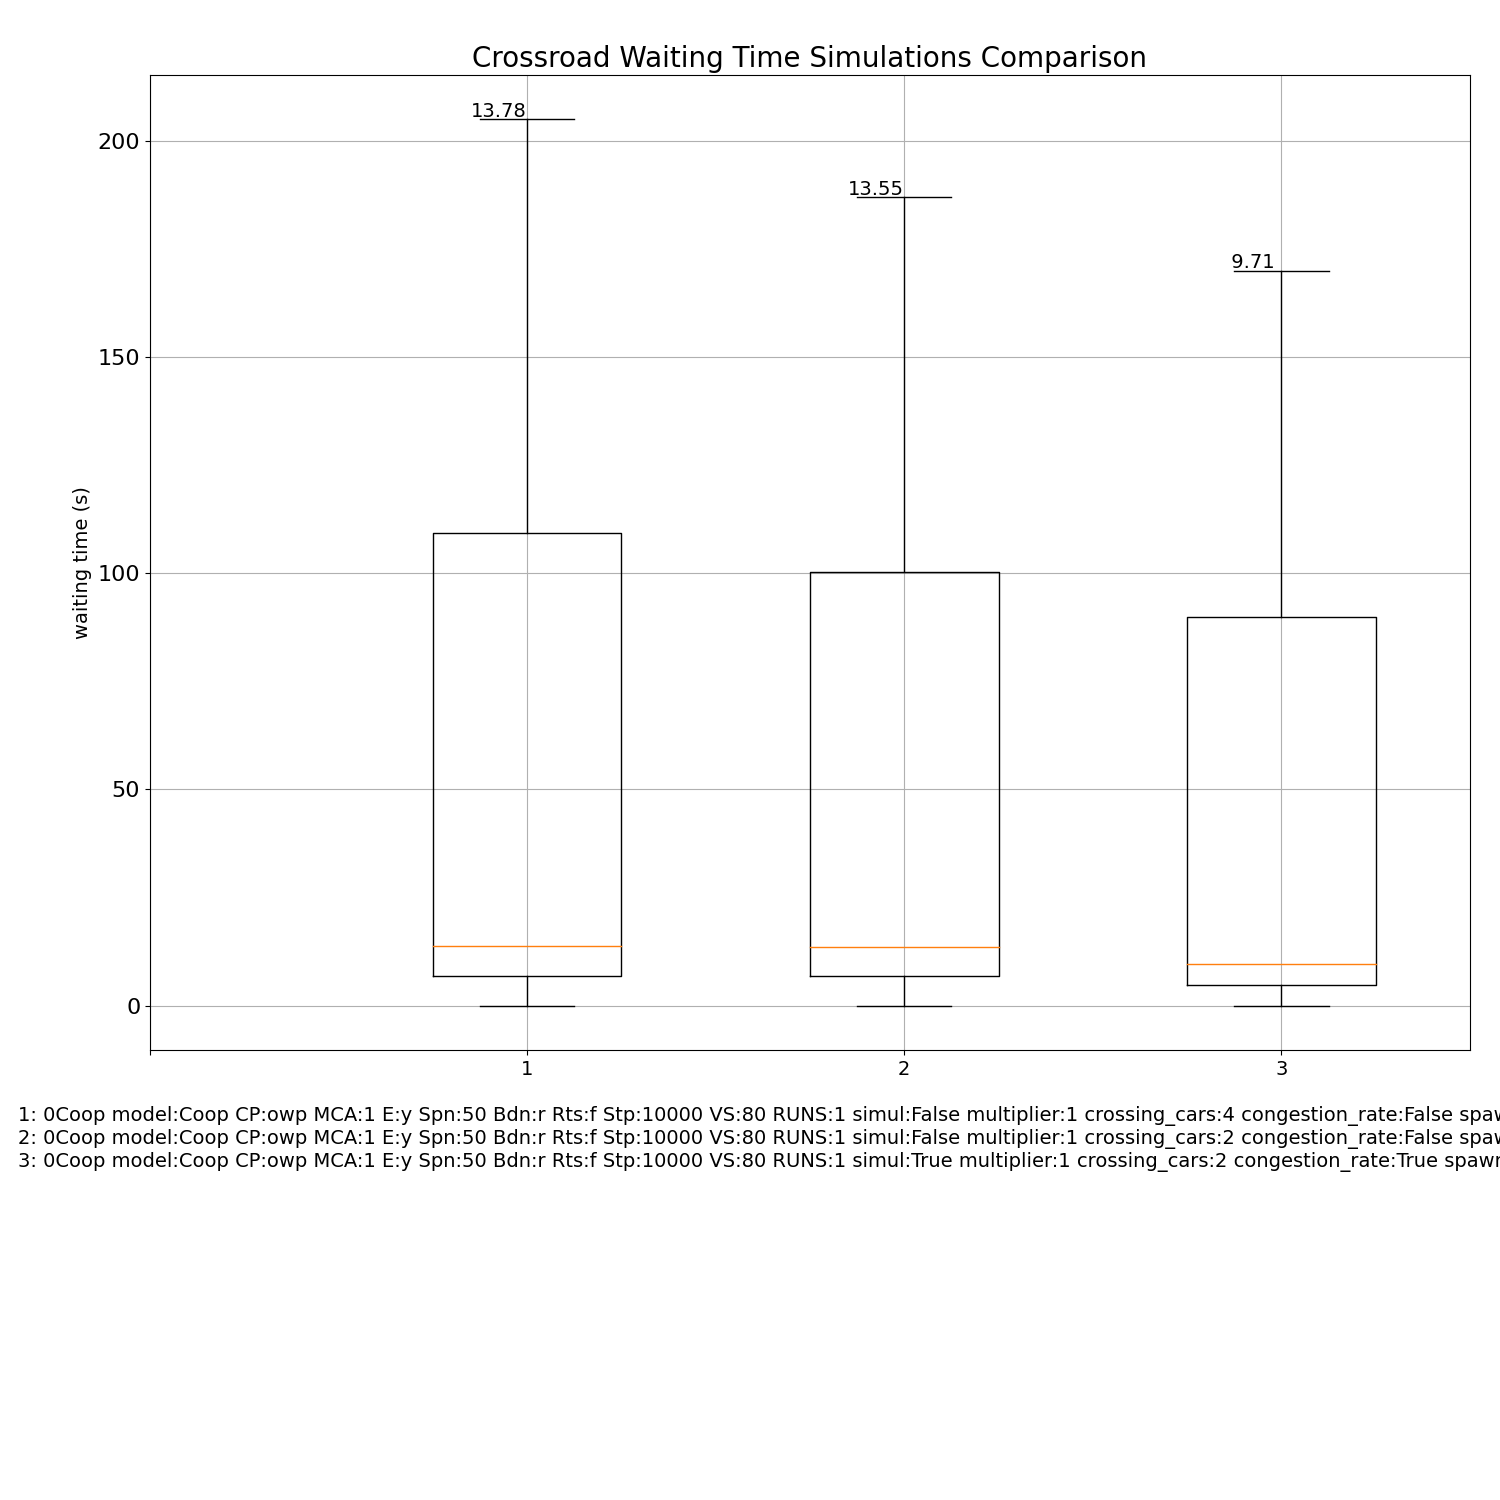 Crossroad Waiting Time Simulations Comparison
13.78
13.55
9.71
200
150
100
50
0
waiting time (s)
1 2 3
1: 0Coop model:Coop CP:owp MCA:1 E:y Spn:50 Bdn:r Rts:f Stp:10000 VS:80 RUNS:1 simul:False multiplier:1 crossing_cars:4 congestion_rate:False
2: 0Coop model:Coop CP:owp MCA:1 E:y Spn:50 Bdn:r Rts:f Stp:10000 VS:80 RUNS:1 simul:False multiplier:1 crossing_cars:2 congestion_rate:False
3: 0Coop model:Coop CP:owp MCA:1 E:y Spn:50 Bdn:r Rts:f Stp:10000 VS:80 RUNS:1 simul:True multiplier:1 crossing_cars:2 congestion_rate:True